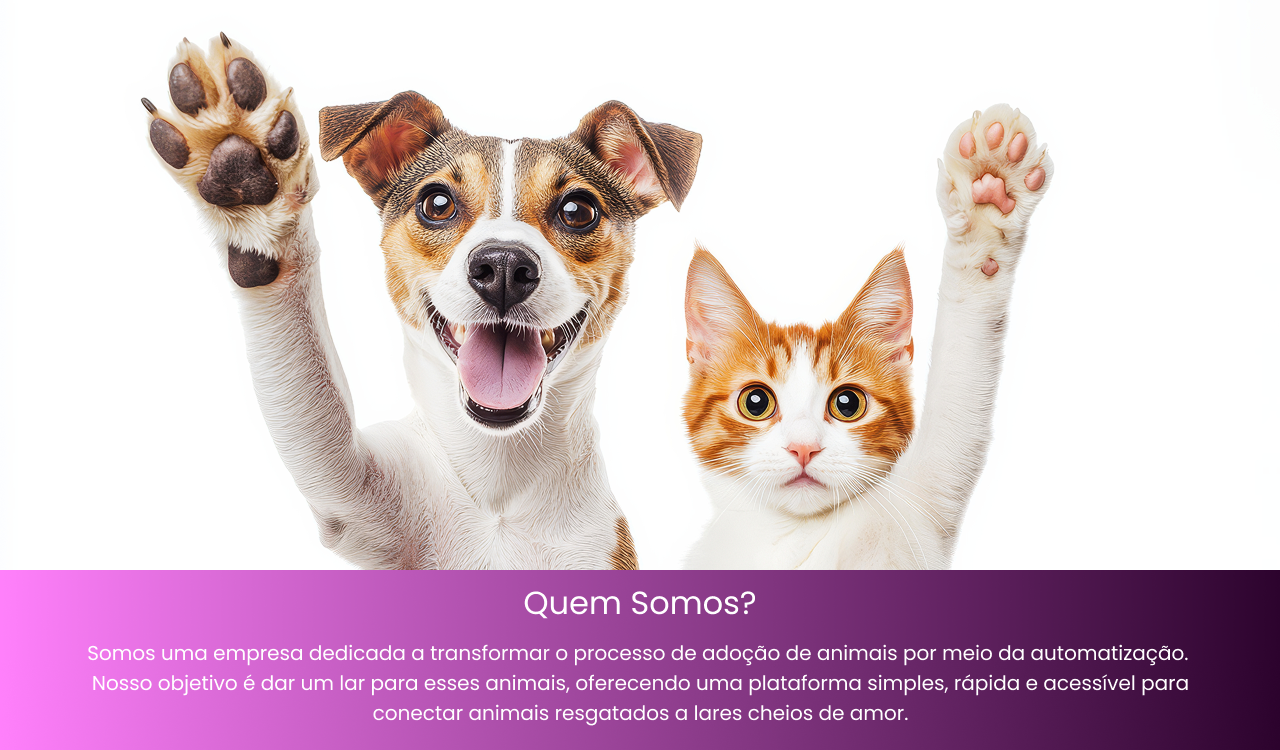 Quem Somos?
Somos uma empresa dedicada a transformar o processo de adoção de animais por meio da automatização.
Nosso objetivo é dar um lar para esses animais, oferecendo uma plataforma simples, rápida e acessível para
conectar animais resgatados a lares cheios de amor.